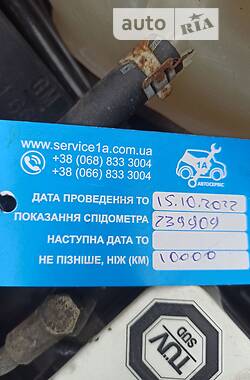 auto RIA
www.service1a.com.ua
+38 (068) 833 3004
+38 (066) 833 3004
1A
АВТОСЕРВІС
ДАТА ПРОВЕДЕННЯ ТО 15.10.2022
ПОКАЗАННЯ СПІДОМЕТРА 239909
НАСТУПНА ДАТА ТО
НЕ ПІЗНІШЕ, НІЖ (КМ) 10000
TÜV
SÜD